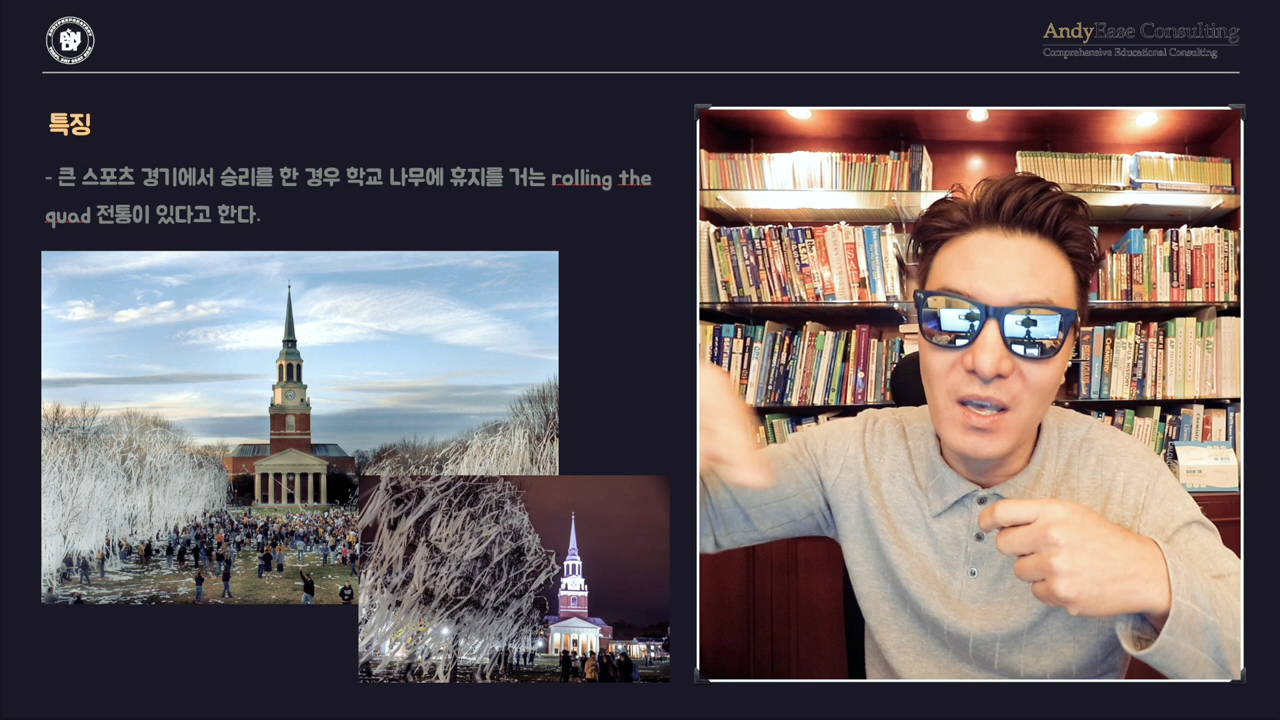 AndyEase Consulting
Comprehensive Educational Consulting
특징
- 큰 스포츠 경기에서 승리를 한 경우 학교 나무에 휴지를 거는 rolling the
quad 전통이 있다고 한다.